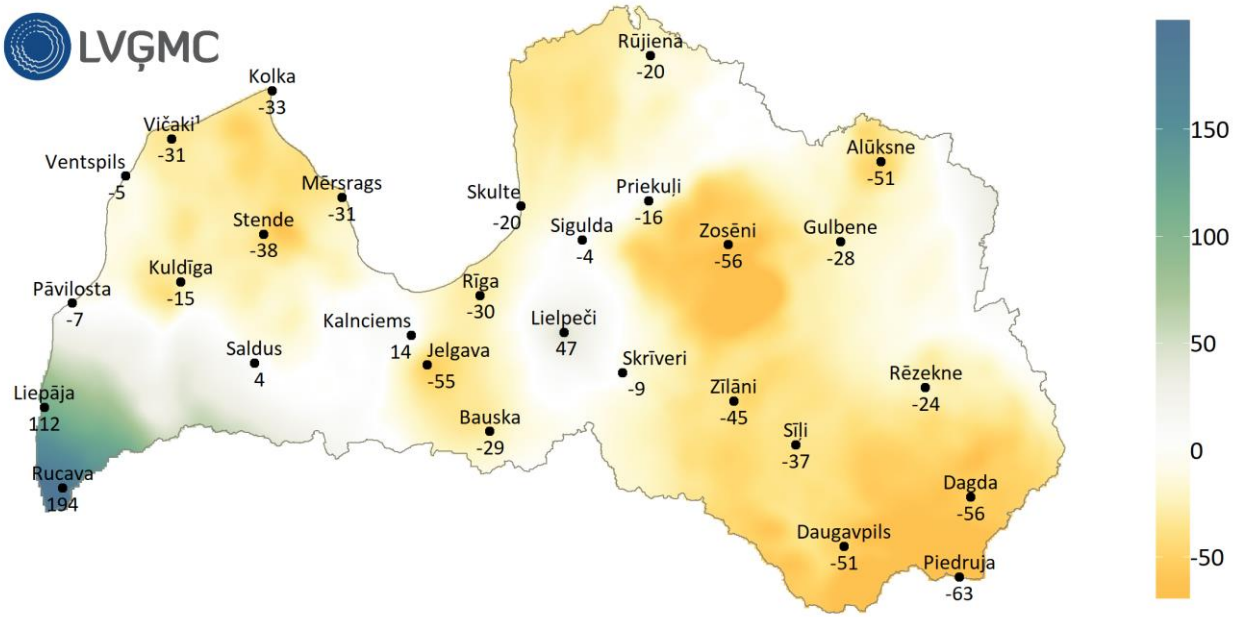 LVĢMC
Rūjiena
-20
Kolka
-33
Vičaki¹
-31
Alūksne
-51
Ventspils
-5
Mērsrags
-31
Skulte
-20
Priekuļi
-16
Stende
-38
Sigulda
-4
Zosēni
-56
Gulbene
-28
Kuldīga
-15
Rīga
-30
Pāvilosta
-7
Kalnciems
14
Lielpeči
47
Saldus
4
Jelgava
-55
Skrīveri
-9
Rēzekne
-24
Liepāja
112
Zīlāni
-45
Bauska
-29
Sīļi
-37
Rucava
194
Dagda
-56
Daugavpils
-51
Piedruja
-63
150
100
50
0
-50